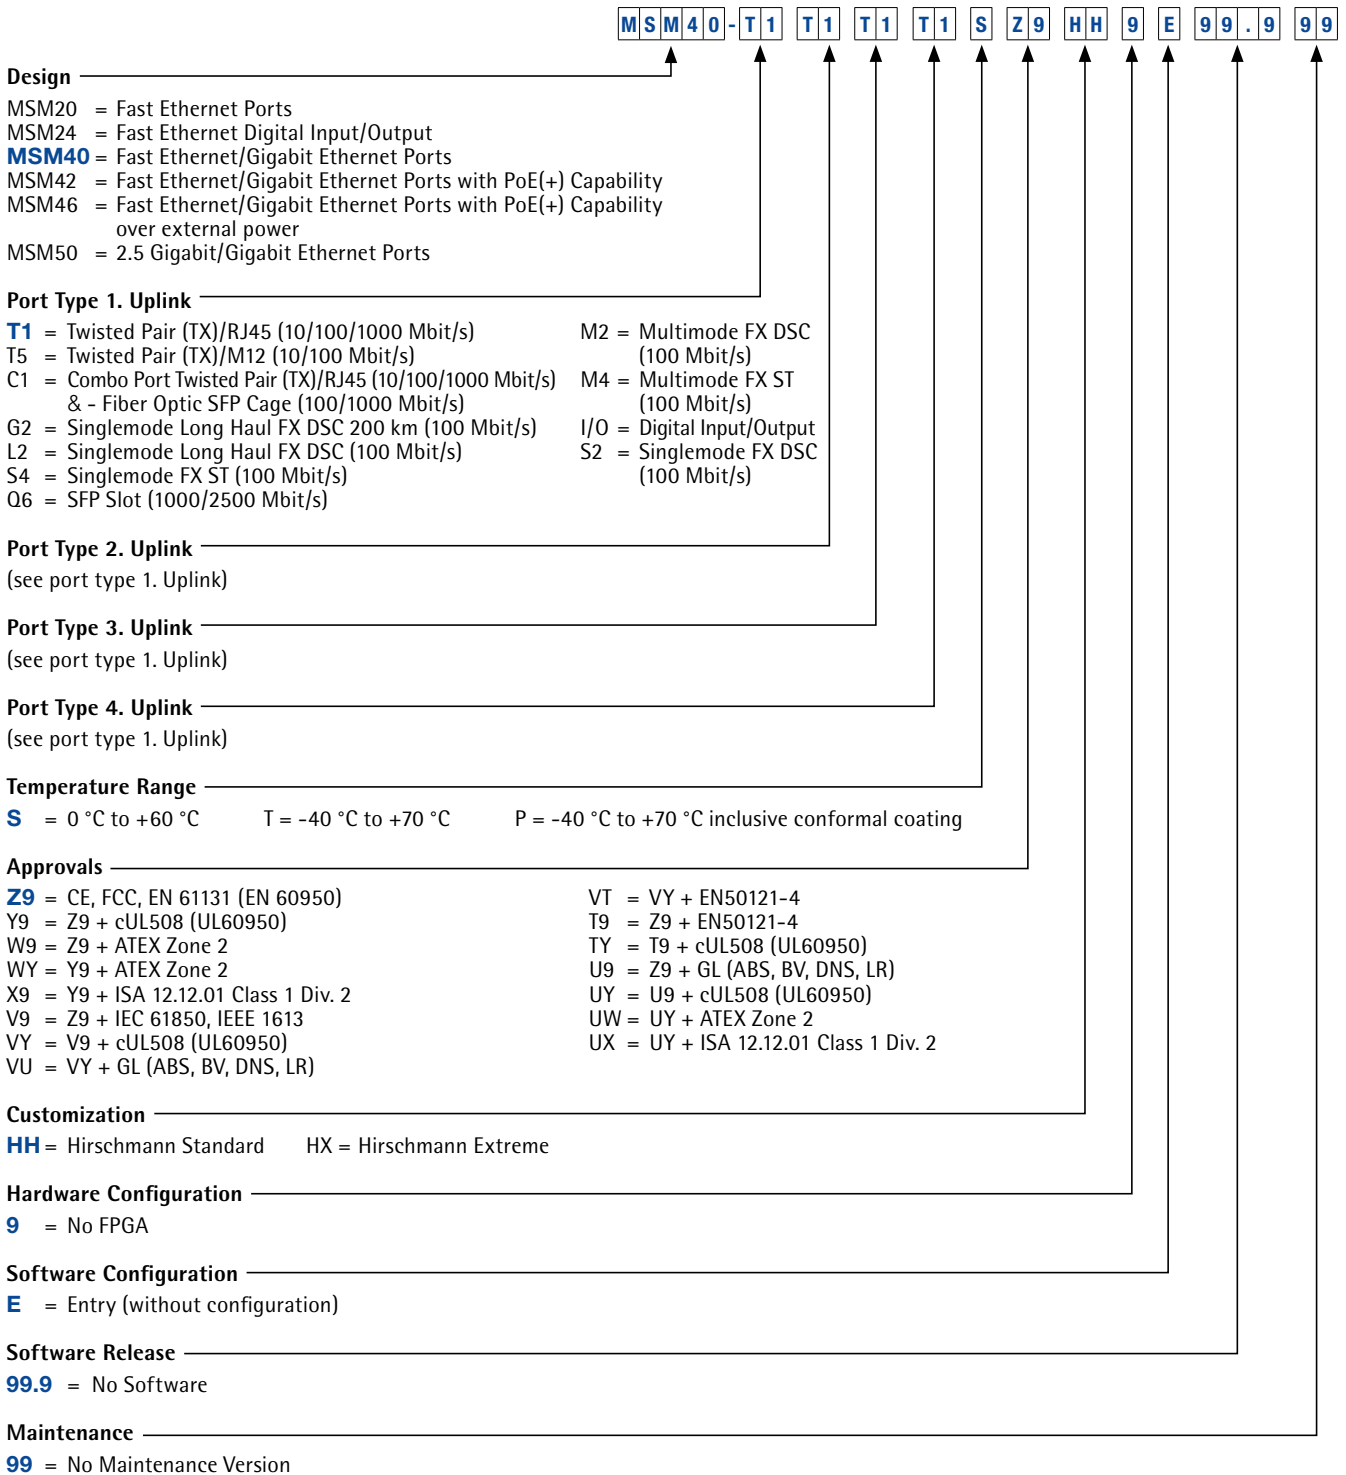 MSM40-T1 T1 T1 T1 S Z9 HH 9 E 99.9 99
Design
MSM20 = Fast Ethernet Ports
MSM24 = Fast Ethernet Digital Input/Output
MSM40 = Fast Ethernet/Gigabit Ethernet Ports
MSM42 = Fast Ethernet/Gigabit Ethernet Ports with PoE(+) Capability
MSM46 = Fast Ethernet/Gigabit Ethernet Ports with PoE(+) Capability
over external power
MSM50 = 2.5 Gigabit/Gigabit Ethernet Ports
Port Type 1. Uplink
T1 = Twisted Pair (TX)/RJ45 (10/100/1000 Mbit/s)
T5 = Twisted Pair (TX)/M12 (10/100 Mbit/s)
C1 = Combo Port Twisted Pair (TX)/RJ45 (10/100/1000 Mbit/s)
& - Fiber Optic SFP Cage (100/1000 Mbit/s)
G2 = Singlemode Long Haul FX DSC 200 km (100 Mbit/s)
L2 = Singlemode Long Haul FX DSC (100 Mbit/s)
S4 = Singlemode FX ST (100 Mbit/s)
Q6 = SFP Slot (1000/2500 Mbit/s)
M2 = Multimode FX DSC
(100 Mbit/s)
M4 = Multimode FX ST
(100 Mbit/s)
I/O = Digital Input/Output
S2 = Singlemode FX DSC
(100 Mbit/s)
Port Type 2. Uplink
(see port type 1. Uplink)
Port Type 3. Uplink
(see port type 1. Uplink)
Port Type 4. Uplink
(see port type 1. Uplink)
Temperature Range
S = 0 °C to +60 °C T = -40 °C to +70 °C P = -40 °C to +70 °C inclusive conformal coating
Approvals
Z9 = CE, FCC, EN 61131 (EN 60950)
Y9 = Z9 + cUL508 (UL60950)
W9 = Z9 + ATEX Zone 2
WY = Y9 + ATEX Zone 2
X9 = Y9 + ISA 12.12.01 Class 1 Div. 2
V9 = Z9 + IEC 61850, IEEE 1613
VY = V9 + cUL508 (UL60950)
VU = VY + GL (ABS, BV, DNS, LR)
VT = VY + EN50121-4
T9 = Z9 + EN50121-4
TY = T9 + cUL508 (UL60950)
U9 = Z9 + GL (ABS, BV, DNS, LR)
UY = U9 + cUL508 (UL60950)
UW = UY + ATEX Zone 2
UX = UY + ISA 12.12.01 Class 1 Div. 2
Customization
HH = Hirschmann Standard HX = Hirschmann Extreme
Hardware Configuration
9 = No FPGA
Software Configuration
E = Entry (without configuration)
Software Release
99.9 = No Software
Maintenance
99 = No Maintenance Version